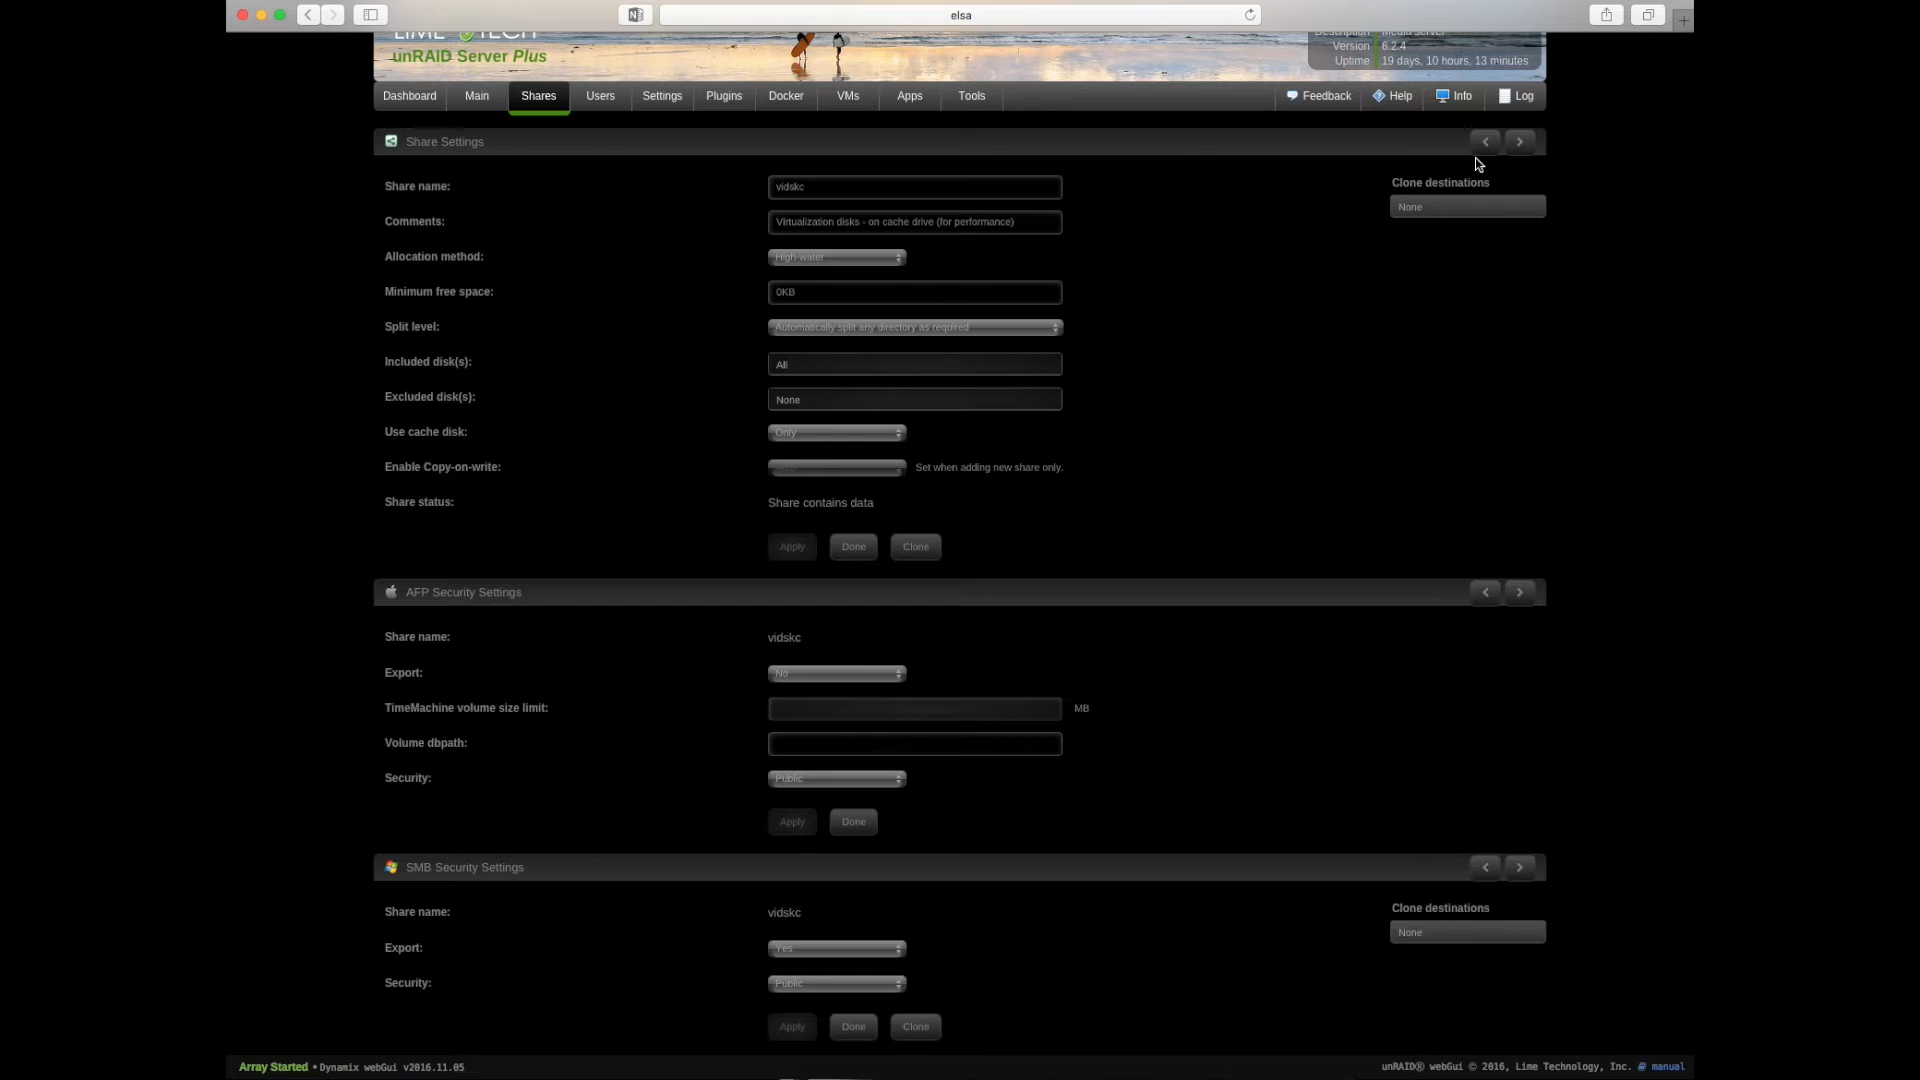 elsa
LIME TECH
unRAID Server Plus
Description Media server
Version 6.2.4
Uptime 19 days, 10 hours, 13 minutes
Dashboard Main Shares Users Settings Plugins Docker VMs Apps Tools Feedback Help Info Log
Share Settings
Share name: vidskc
Clone destinations
None
Comments: Virtualization disks - on cache drive (for performance)
Allocation method: High-water
Minimum free space: 0KB
Split level: Automatically split any directory as required
Included disk(s): All
Excluded disk(s): None
Use cache disk: Only
Enable Copy-on-write: Set when adding new share only.
Share status: Share contains data
Apply Done Clone
AFP Security Settings
Share name: vidskc
Export: No
TimeMachine volume size limit: MB
Volume dbpath:
Security: Public
Apply Done
SMB Security Settings
Share name: vidskc
Clone destinations
None
Export: Yes
Security: Public
Apply Done Clone
Array Started • Dynamix webGui v2016.11.05
unRAID® webGui © 2016, Lime Technology, Inc. manual